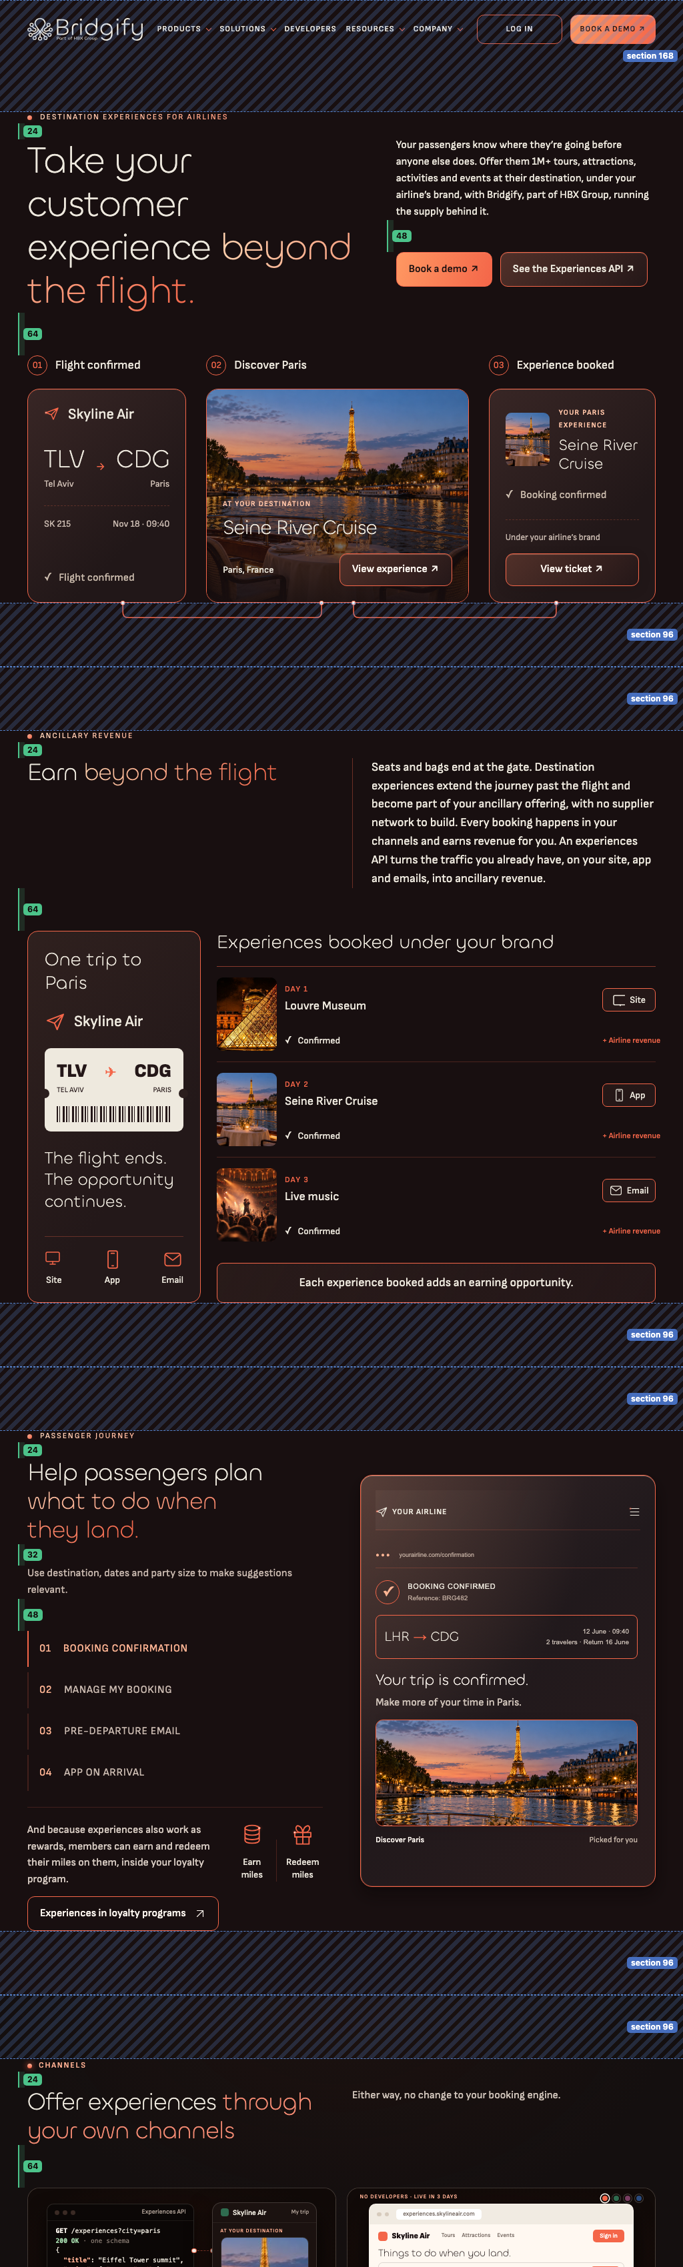 Bridgify
Part of HBX Group
PRODUCTS SOLUTIONS DEVELOPERS RESOURCES COMPANY LOG IN BOOK A DEMO ↗
section 168
DESTINATION EXPERIENCES FOR AIRLINES
24
Take your
customer
experience beyond
the flight.
Your passengers know where they're going before
anyone else does. Offer them 1M+ tours, attractions,
activities and events at their destination, under your
airline's brand, with Bridgify, part of HBX Group, running
the supply behind it.
48
Book a demo ↗ See the Experiences API ↗
64
01 Flight confirmed
Skyline Air
TLV → CDG
Tel Aviv Paris
SK 215 Nov 18 · 09:40
✓ Flight confirmed
02 Discover Paris
AT YOUR DESTINATION
Seine River Cruise
Paris, France View experience ↗
03 Experience booked
YOUR PARIS
EXPERIENCE
Seine River
Cruise
✓ Booking confirmed
Under your airline's brand
View ticket ↗
section 96
section 96
ANCILLARY REVENUE
24
Earn beyond the flight
Seats and bags end at the gate. Destination
experiences extend the journey past the flight and
become part of your ancillary offering, with no supplier
network to build. Every booking happens in your
channels and earns revenue for you. An experiences
API turns the traffic you already have, on your site, app
and emails, into ancillary revenue.
64
One trip to
Paris
Skyline Air
TLV CDG
TEL AVIV PARIS
The flight ends.
The opportunity
continues.
Site App Email
Experiences booked under your brand
DAY 1
Louvre Museum
Site
✓ Confirmed
+ Airline revenue
DAY 2
Seine River Cruise
App
✓ Confirmed
+ Airline revenue
DAY 3
Live music
Email
✓ Confirmed
+ Airline revenue
Each experience booked adds an earning opportunity.
section 96
section 96
PASSENGER JOURNEY
24
Help passengers plan
what to do when
they land.
32
Use destination, dates and party size to make suggestions
relevant.
48
01 BOOKING CONFIRMATION
02 MANAGE MY BOOKING
03 PRE-DEPARTURE EMAIL
04 APP ON ARRIVAL
And because experiences also work as
rewards, members can earn and redeem
their miles on them, inside your loyalty
program.
Earn
miles
Redeem
miles
Experiences in loyalty programs ↗
YOUR AIRLINE
yourairline.com/confirmation
BOOKING CONFIRMED
Reference: BRG482
LHR → CDG
12 June · 09:40
2 travelers · Return 16 June
Your trip is confirmed.
Make more of your time in Paris.
Discover Paris Picked for you
section 96
section 96
CHANNELS
24
Offer experiences through
your own channels
Either way, no change to your booking engine.
64
Experiences API
GET /experiences?city=paris
200 OK · one schema
{
"title": "Eiffel Tower summit",
Skyline Air My trip
AT YOUR DESTINATION
NO DEVELOPERS · LIVE IN 3 DAYS
experiences.skylineair.com
Skyline Air Tours Attractions Events Sign in
Things to do when you land.